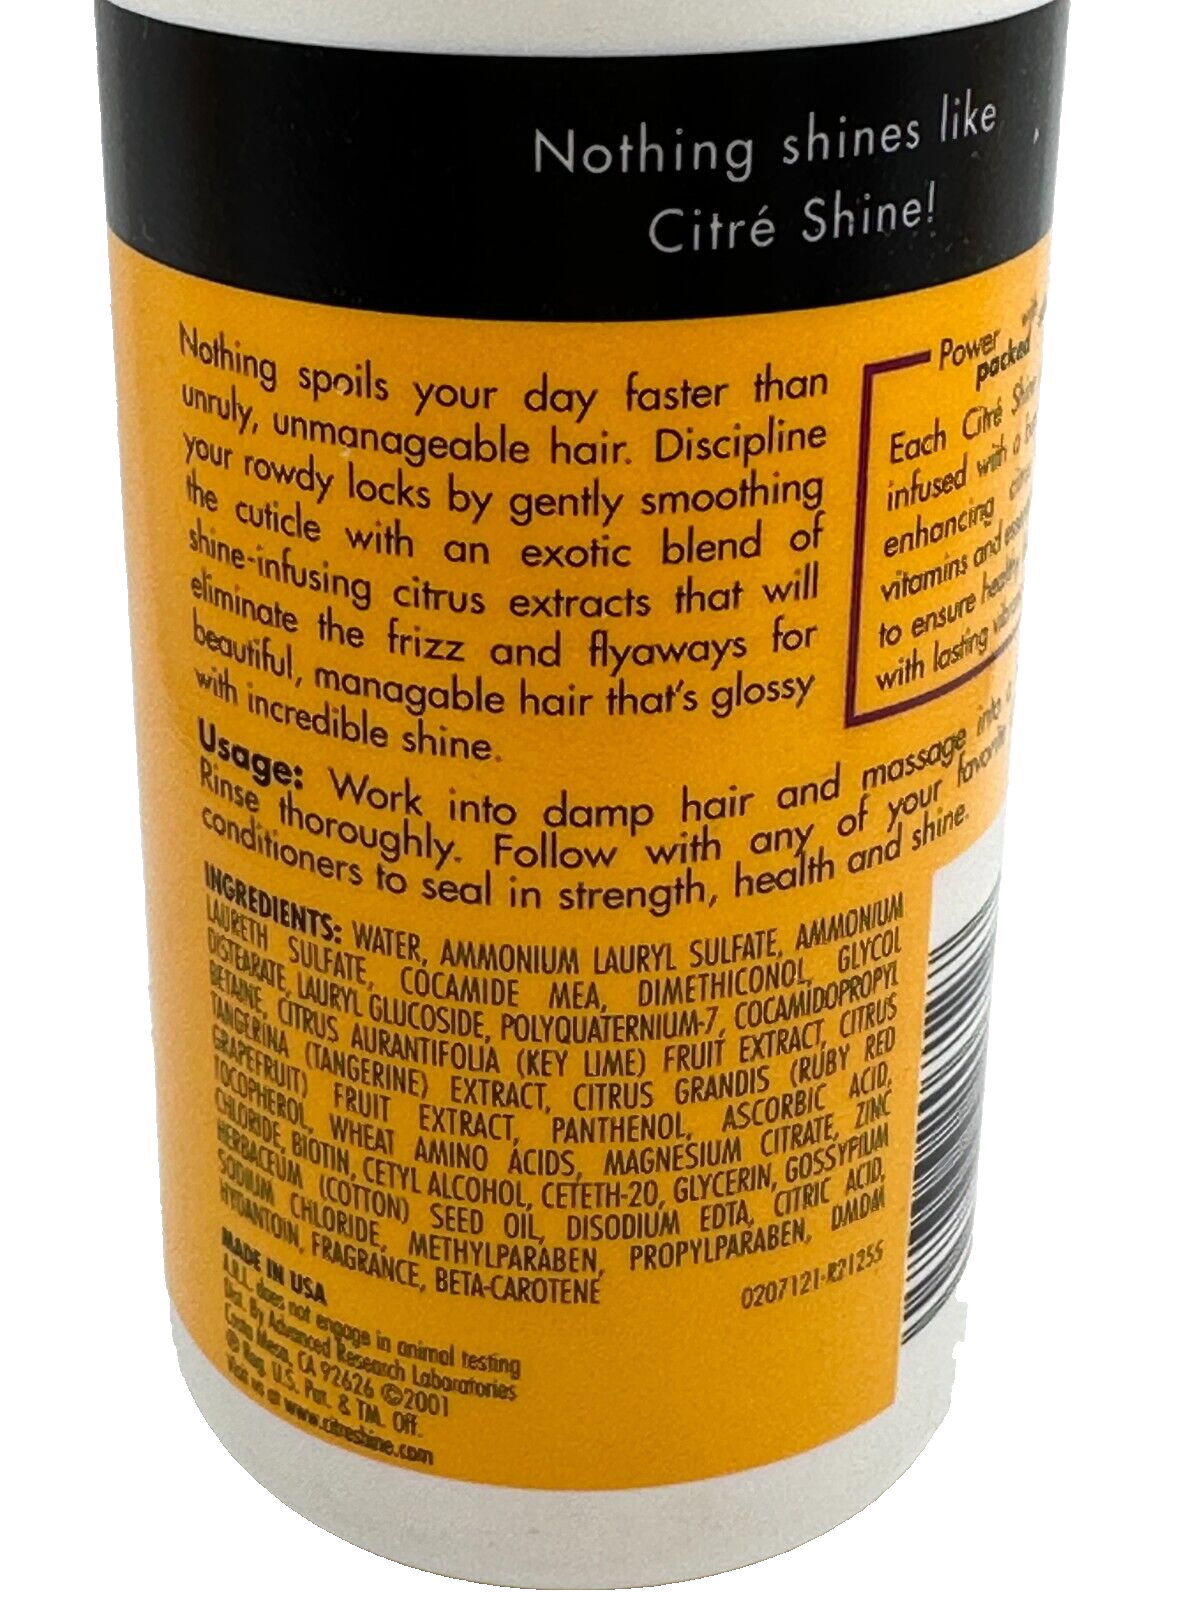 Nothing shines like
Citré Shine!
Nothing spoils your day faster than
unruly, unmanageable hair. Discipline
your rowdy locks by gently smoothing
the cuticle with an exotic blend of
shine-infusing citrus extracts that will
eliminate the frizz and flyaways for
beautiful, managable hair that's glossy
with incredible shine.
Power
packed
Each Citré
infused with a
enhancing
vitamins and
to ensure
with lasting
Usage: Work into damp hair and massage into
Rinse thoroughly. Follow with any of your
conditioners to seal in strength, health and shine.
INGREDIENTS: WATER, AMMONIUM LAURYL SULFATE, AMMONIUM
LAURETH SULFATE, COCAMIDE MEA, DIMETHICONOL, GLYCOL
DISTEARATE, LAURYL GLUCOSIDE, POLYQUATERNIUM-7, COCAMIDOPROPYL
BETAINE, CITRUS AURANTIFOLIA (KEY LIME) FRUIT EXTRACT, CITRUS
TANGERINA (TANGERINE) EXTRACT, CITRUS GRANDIS (RUBY RED
GRAPEFRUIT) FRUIT EXTRACT, PANTHENOL, ASCORBIC ACID,
TOCOPHEROL, WHEAT AMINO ACIDS, MAGNESIUM CITRATE, ZINC
CHLORIDE, BIOTIN, CETYL ALCOHOL, CETETH-20, GLYCERIN, GOSSYPIUM
HERBACEUM (COTTON) SEED OIL, DISODIUM EDTA, CITRIC ACID,
SODIUM CHLORIDE, METHYLPARABEN, PROPYLPARABEN, DMDM
HYDANTOIN, FRAGRANCE, BETA-CAROTENE
0207121-R21255
MADE IN USA
A.R.L. does not engage in animal testing
Dist. By Advanced Research Laboratories
Costa Mesa, CA 92626 ©2001
® Reg. U.S. Pat. & TM. Off.
Visit us at www.citreshine.com